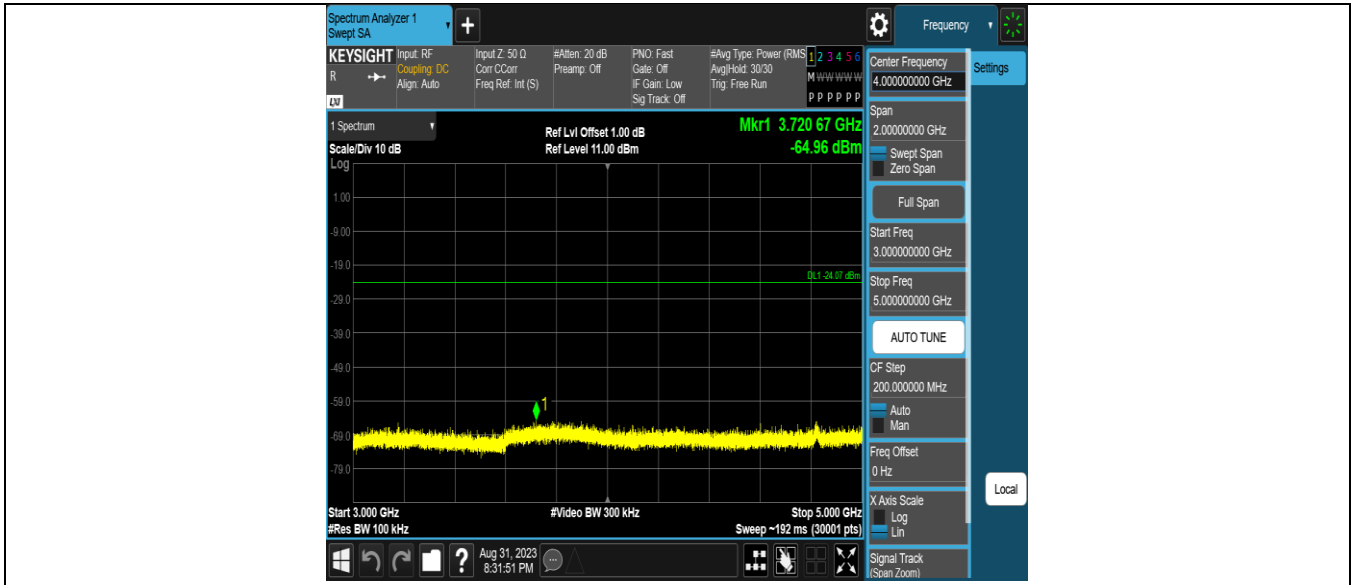 Spectrum Analyzer 1
Swept SA
+
Frequency
KEYSIGHT
R
LXI
Input: RF
Coupling: DC
Align: Auto
Input Z: 50 Ω
Corr CCorr
Freq Ref: Int (S)
#Atten: 20 dB
Preamp: Off
PNO: Fast
Gate: Off
IF Gain: Low
Sig Track: Off
#Avg Type: Power (RMS
Avg|Hold: 30/30
Trig: Free Run
1 2 3 4 5 6
M W W W W W
P P P P P P
1 Spectrum
Scale/Div 10 dB
Log
Ref Lvl Offset 1.00 dB
Ref Level 11.00 dBm
Mkr1 3.720 67 GHz
-64.96 dBm
1.00
-9.00
-19.0
DL1 -24.07 dBm
-29.0
-39.0
-49.0
-59.0
1
-69.0
-79.0
Start 3.000 GHz
#Video BW 300 kHz
Stop 5.000 GHz
#Res BW 100 kHz
Sweep ~192 ms (30001 pts)
?
Aug 31, 2023
8:31:51 PM
Center Frequency
4.000000000 GHz
Settings
Span
2.00000000 GHz
Swept Span
Zero Span
Full Span
Start Freq
3.000000000 GHz
Stop Freq
5.000000000 GHz
AUTO TUNE
CF Step
200.000000 MHz
Auto
Man
Freq Offset
0 Hz
X Axis Scale
Log
Lin
Local
Signal Track
(Span Zoom)